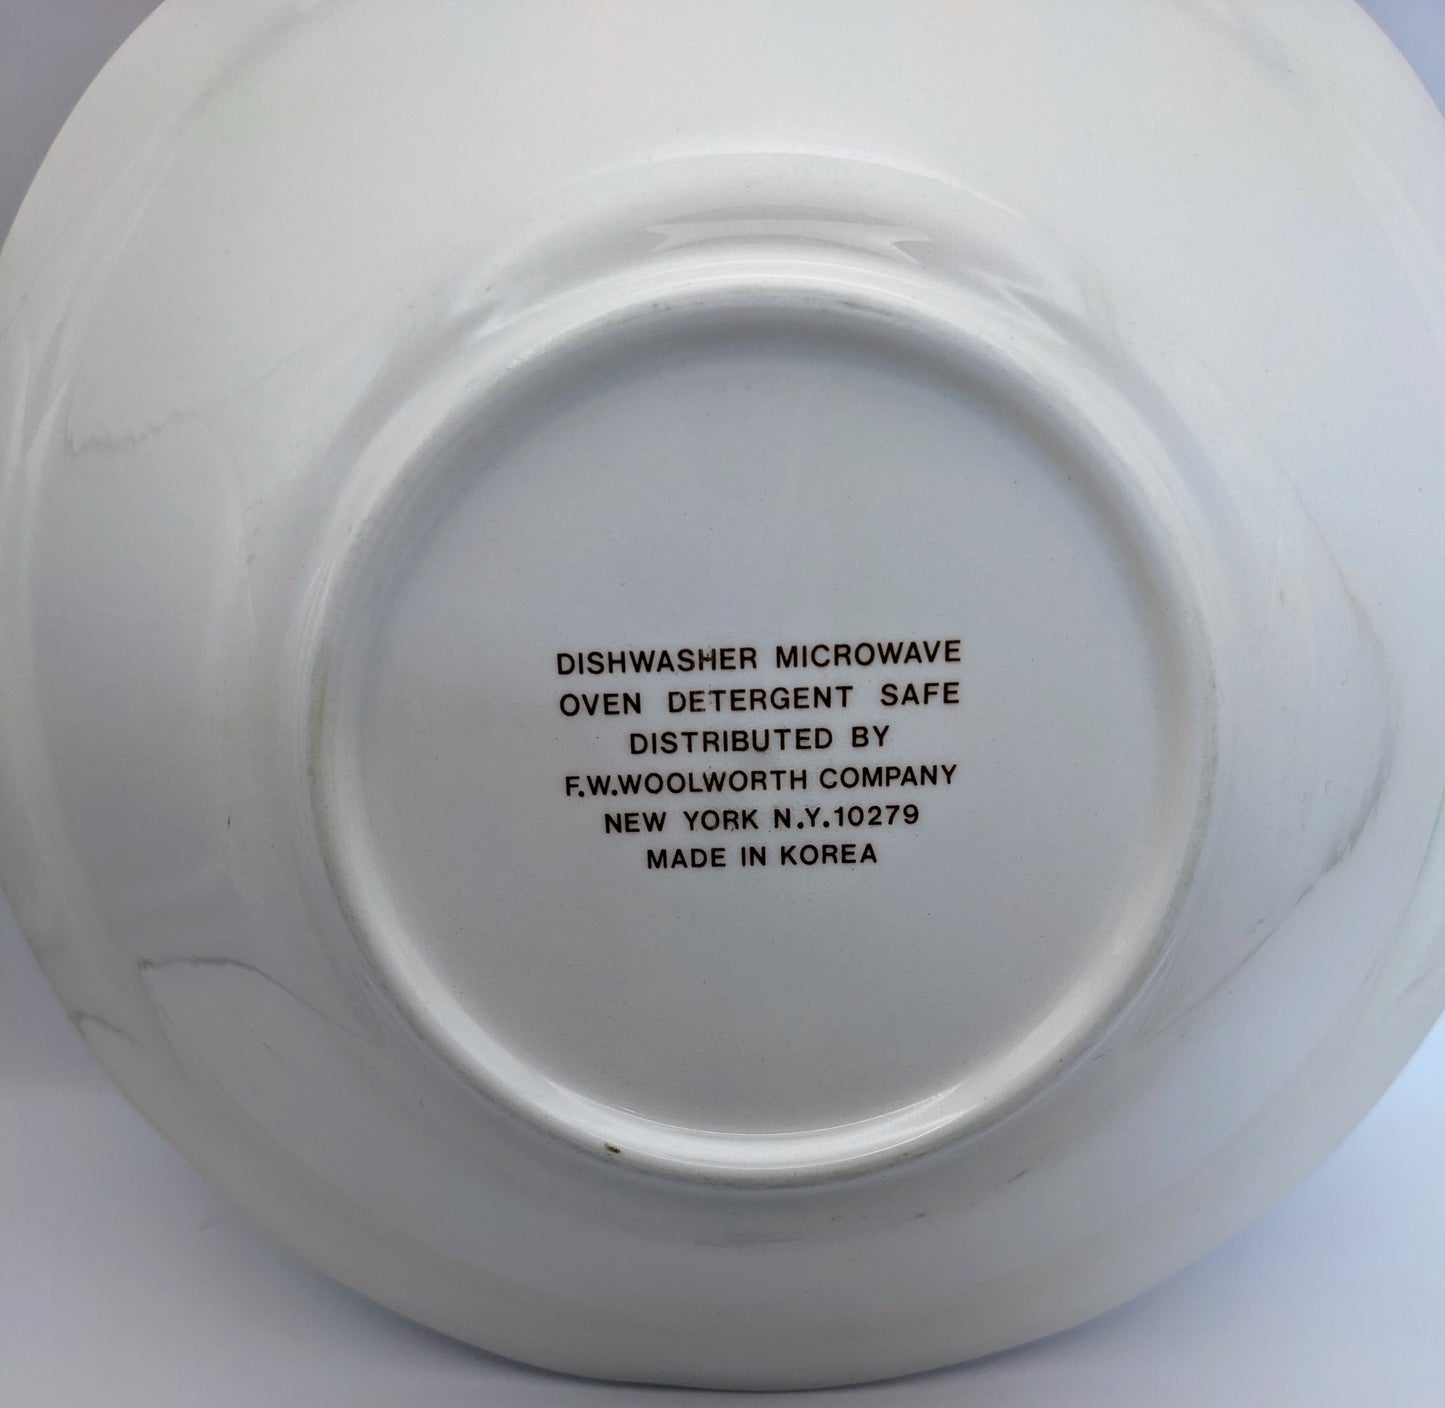 DISHWASHER MICROWAVE
OVEN DETERGENT SAFE
DISTRIBUTED BY
F.W.WOOLWORTH COMPANY
NEW YORK N.Y.10279
MADE IN KOREA